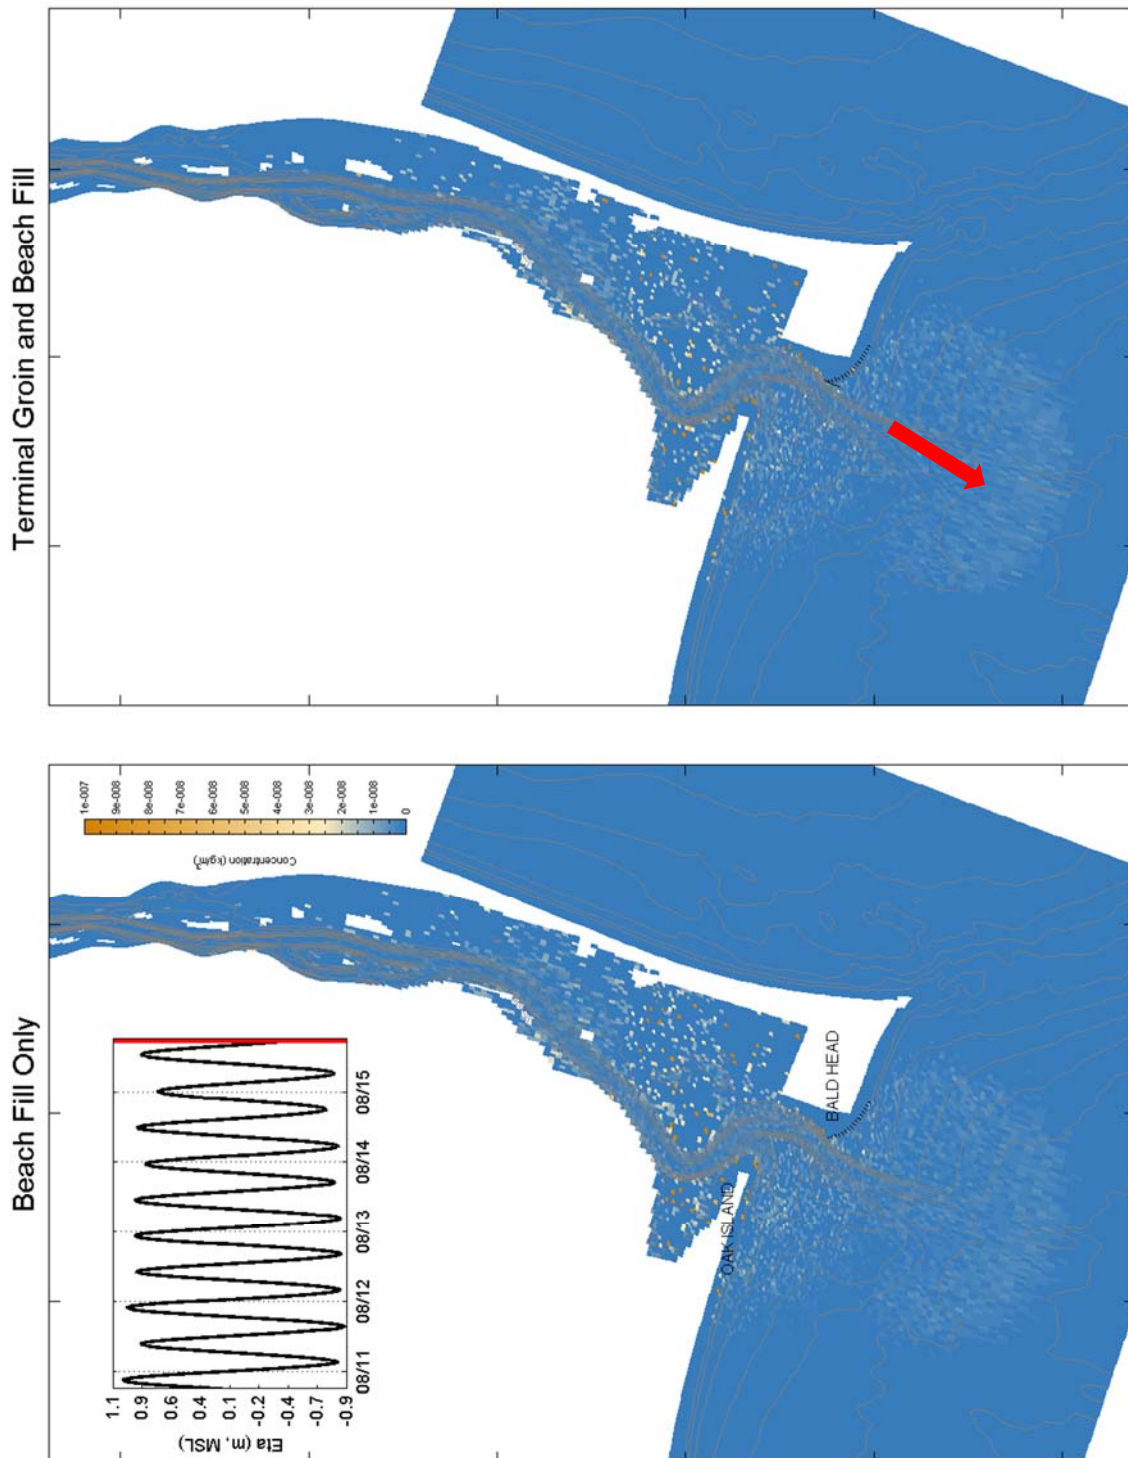 Beach Fill Only
Terminal Groin and Beach Fill
Eta (m, MSL)
1.1
0.9
0.6
0.4
0.1
-0.2
-0.4
-0.7
-0.9
08/11
08/12
08/13
08/14
08/15
Concentration (kg/m³)
1e-007
9e-008
8e-008
7e-008
6e-008
5e-008
4e-008
3e-008
2e-008
1e-008
0
OAK ISLAND
BALD HEAD